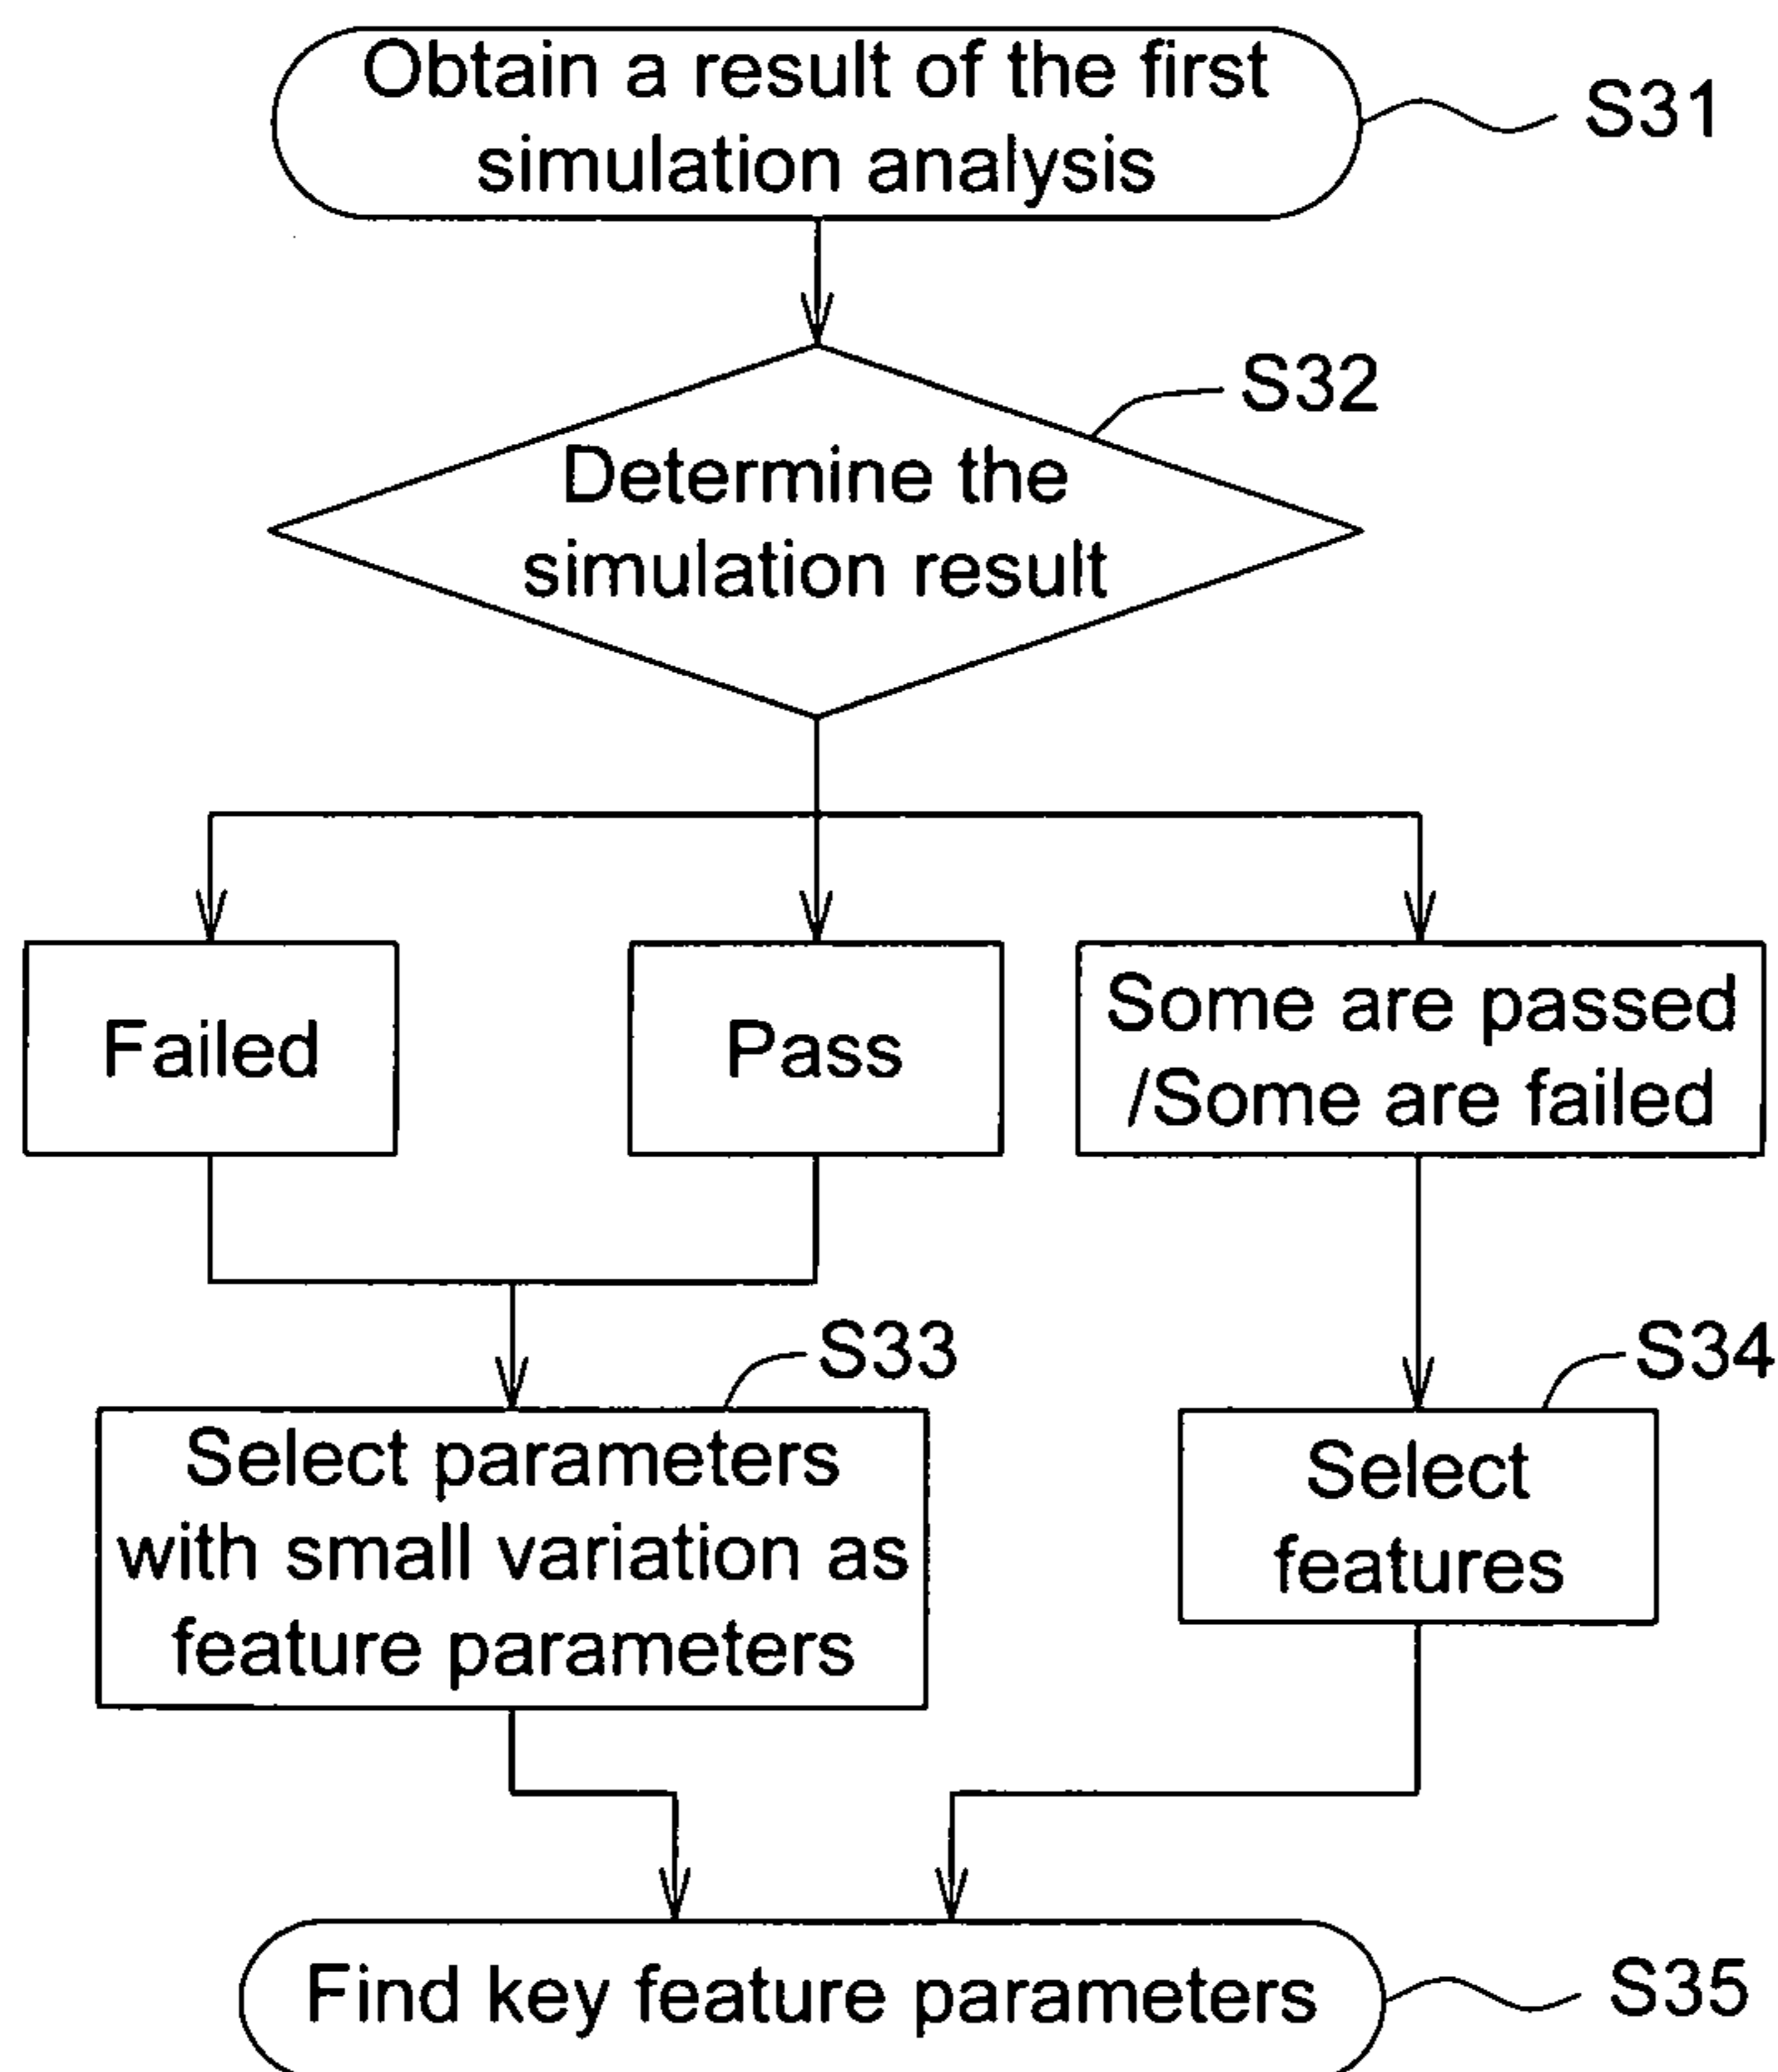 Obtain a result of the first
simulation analysis
S31
S32
Determine the
simulation result
Failed
Pass
Some are passed
/Some are failed
S33
S34
Select parameters
with small variation as
feature parameters
Select
features
Find key feature parameters
S35